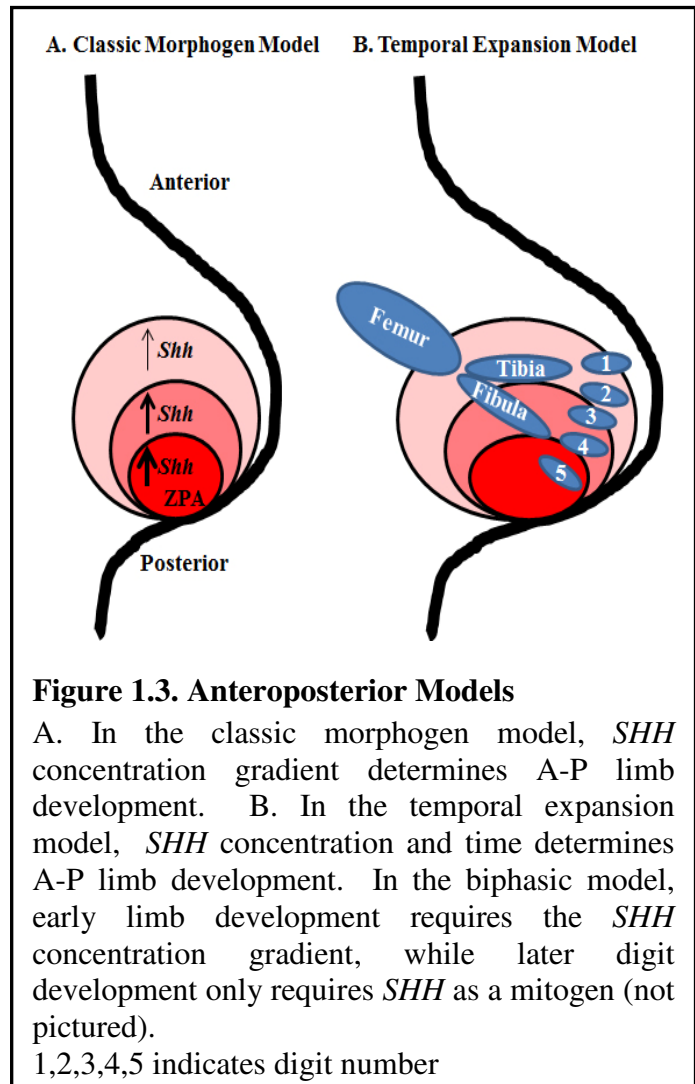 A. Classic Morphogen Model B. Temporal Expansion Model
Anterior
Shh
Shh
Shh
ZPA
Posterior
Femur
Tibia
Fibula
1
2
3
4
5
Figure 1.3. Anteroposterior Models
A. In the classic morphogen model, SHH
concentration gradient determines A-P limb
development. B. In the temporal expansion
model, SHH concentration and time determines
A-P limb development. In the biphasic model,
early limb development requires the SHH
concentration gradient, while later digit
development only requires SHH as a mitogen (not
pictured).
1,2,3,4,5 indicates digit number